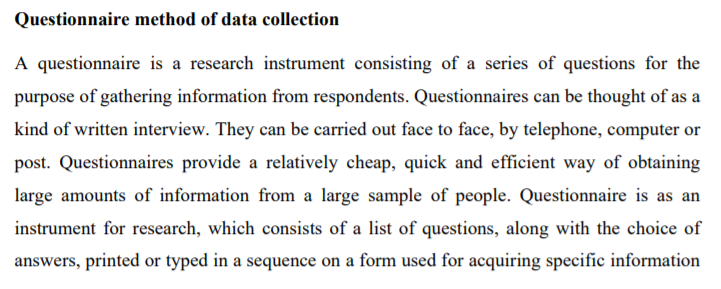 Questionnaire method of data collection
A questionnaire is a research instrument consisting of a series of questions for the
purpose of gathering information from respondents. Questionnaires can be thought of as a
kind of written interview. They can be carried out face to face, by telephone, computer or
post. Questionnaires provide a relatively cheap, quick and efficient way of obtaining
large amounts of information from a large sample of people. Questionnaire is as an
instrument for research, which consists of a list of questions, along with the choice of
answers, printed or typed in a sequence on a form used for acquiring specific information